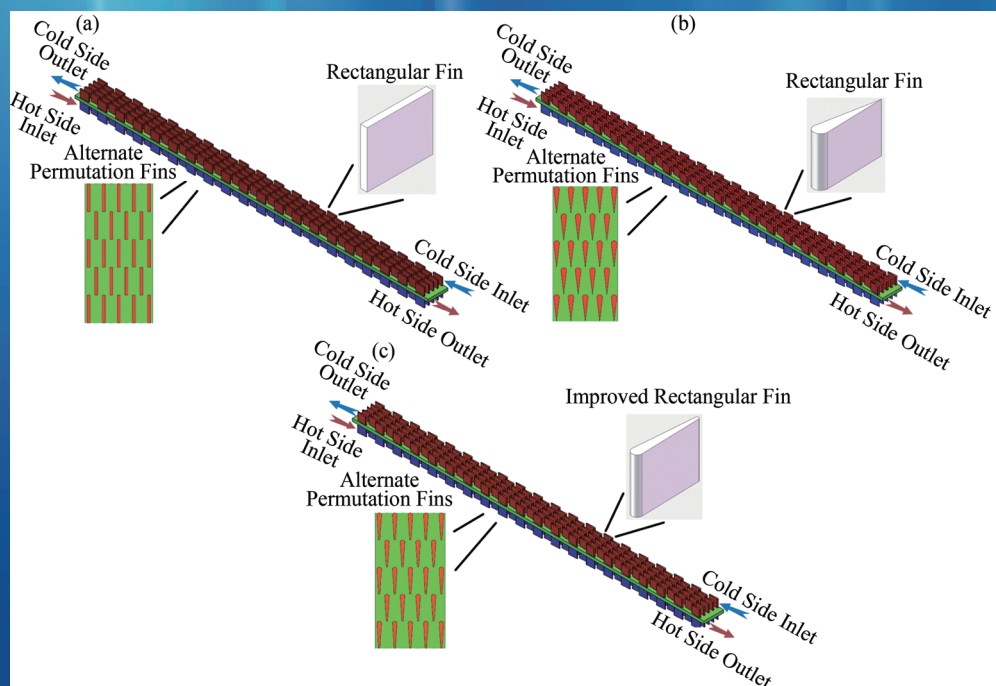 (a)
Cold Side
Outlet
Hot Side
Inlet
Rectangular Fin
Alternate
Permutation Fins
Cold Side Inlet
Hot Side Outlet
(b)
Cold Side
Outlet
Hot Side
Inlet
Rectangular Fin
Alternate
Permutation Fins
Cold Side Inlet
Hot Side Outlet
(c)
Cold Side
Outlet
Hot Side
Inlet
Improved Rectangular Fin
Alternate
Permutation Fins
Cold Side Inlet
Hot Side Outlet